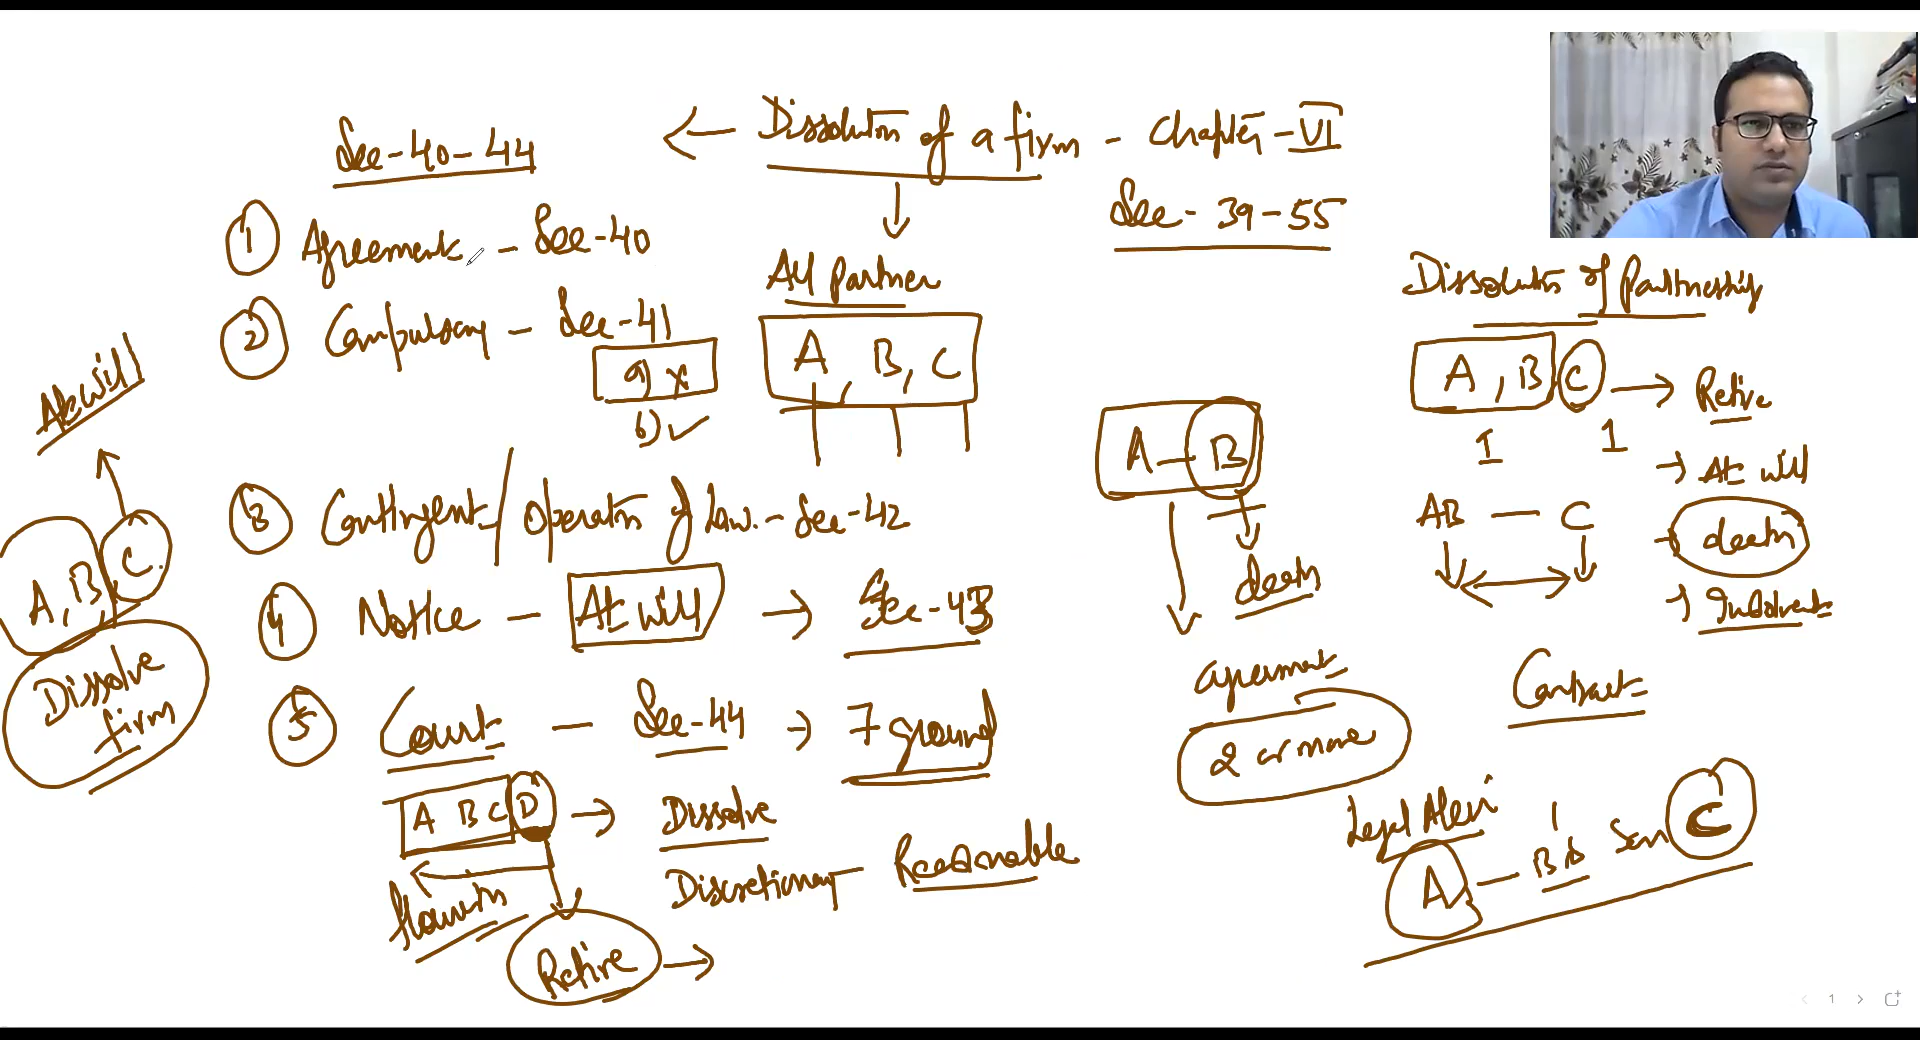 Dissolution of a firm - Chapter - VI
Sec - 39 - 55
Sec - 40 - 44
1 Agreement - Sec - 40
2 Compulsory - Sec - 41
a) x
b) ✓
All partner
A, B, C
3 Contingent / Operation of Law. - Sec - 42
4 Notice - At will → Sec - 43
5 Court - Sec - 44 → 7 ground
A B C D → Dissolve
Discretionary Reasonable
Retire →
At will
A, B, C.
Dissolve
firm
A - B
death
agreement
2 or more
Dissolution of Partnership
A, B C → Retire
I 1
→ At will
AB - C
→ death
→ Insolvent
Contract
Legal Heir
A - B Son C
1